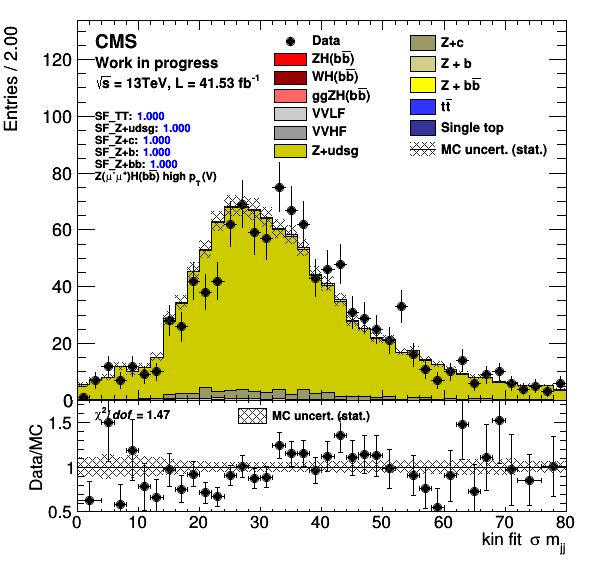 CMS
Work in progress
√s = 13TeV, L = 41.53 fb⁻¹
SF_TT: 1.000
SF_Z+udsg: 1.000
SF_Z+c: 1.000
SF_Z+b: 1.000
SF_Z+bb: 1.000
Z(μ⁻μ⁺)H(bb̅) high p_T(V)
Data
ZH(bb̅)
WH(bb̅)
ggZH(bb̅)
VVLF
VVHF
Z+udsg
Z+c
Z + b
Z + bb̅
tt̅
Single top
MC uncert. (stat.)
Entries / 2.00
120
100
80
60
40
20
0
χ²/ dof = 1.47
MC uncert. (stat.)
Data/MC
1.5
1
0.5
0 10 20 30 40 50 60 70 80
kin fit σ m_jj